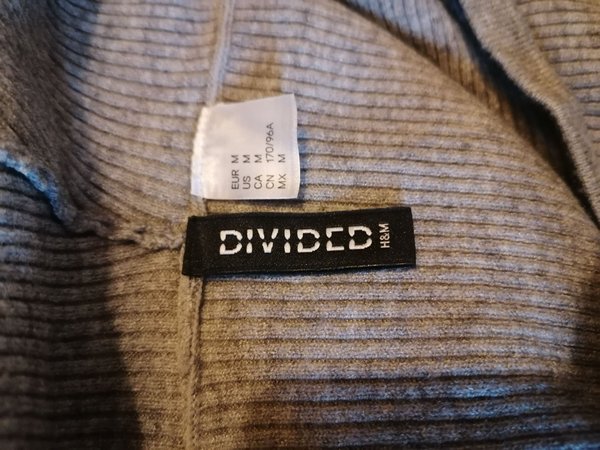 EUR M
US M
CA M
CN 170/96A
MX M
DIVIDED
H&M